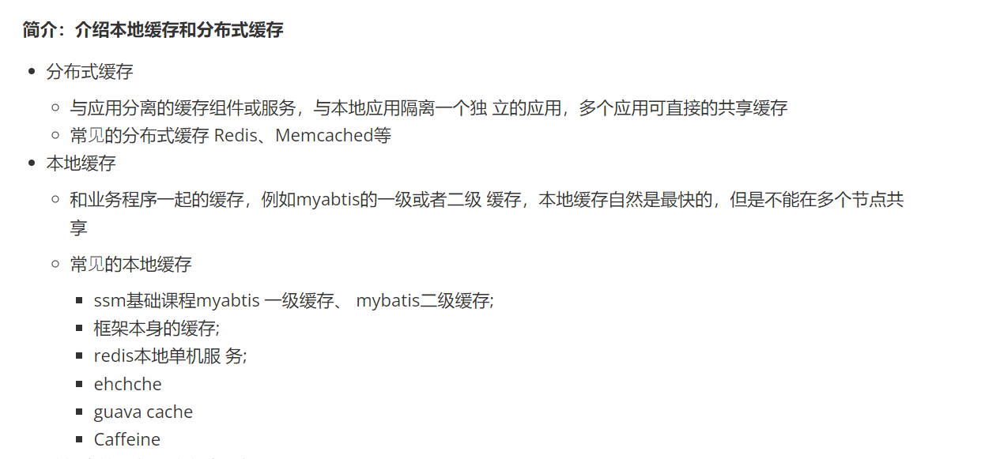 简介：介绍本地缓存和分布式缓存
分布式缓存
与应用分离的缓存组件或服务，与本地应用隔离一个独 立的应用，多个应用可直接的共享缓存
常见的分布式缓存 Redis、Memcached等
本地缓存
和业务程序一起的缓存，例如myabtis的一级或者二级 缓存，本地缓存自然是最快的，但是不能在多个节点共
享
常见的本地缓存
ssm基础课程myabtis 一级缓存、 mybatis二级缓存;
框架本身的缓存;
redis本地单机服 务;
ehchche
guava cache
Caffeine